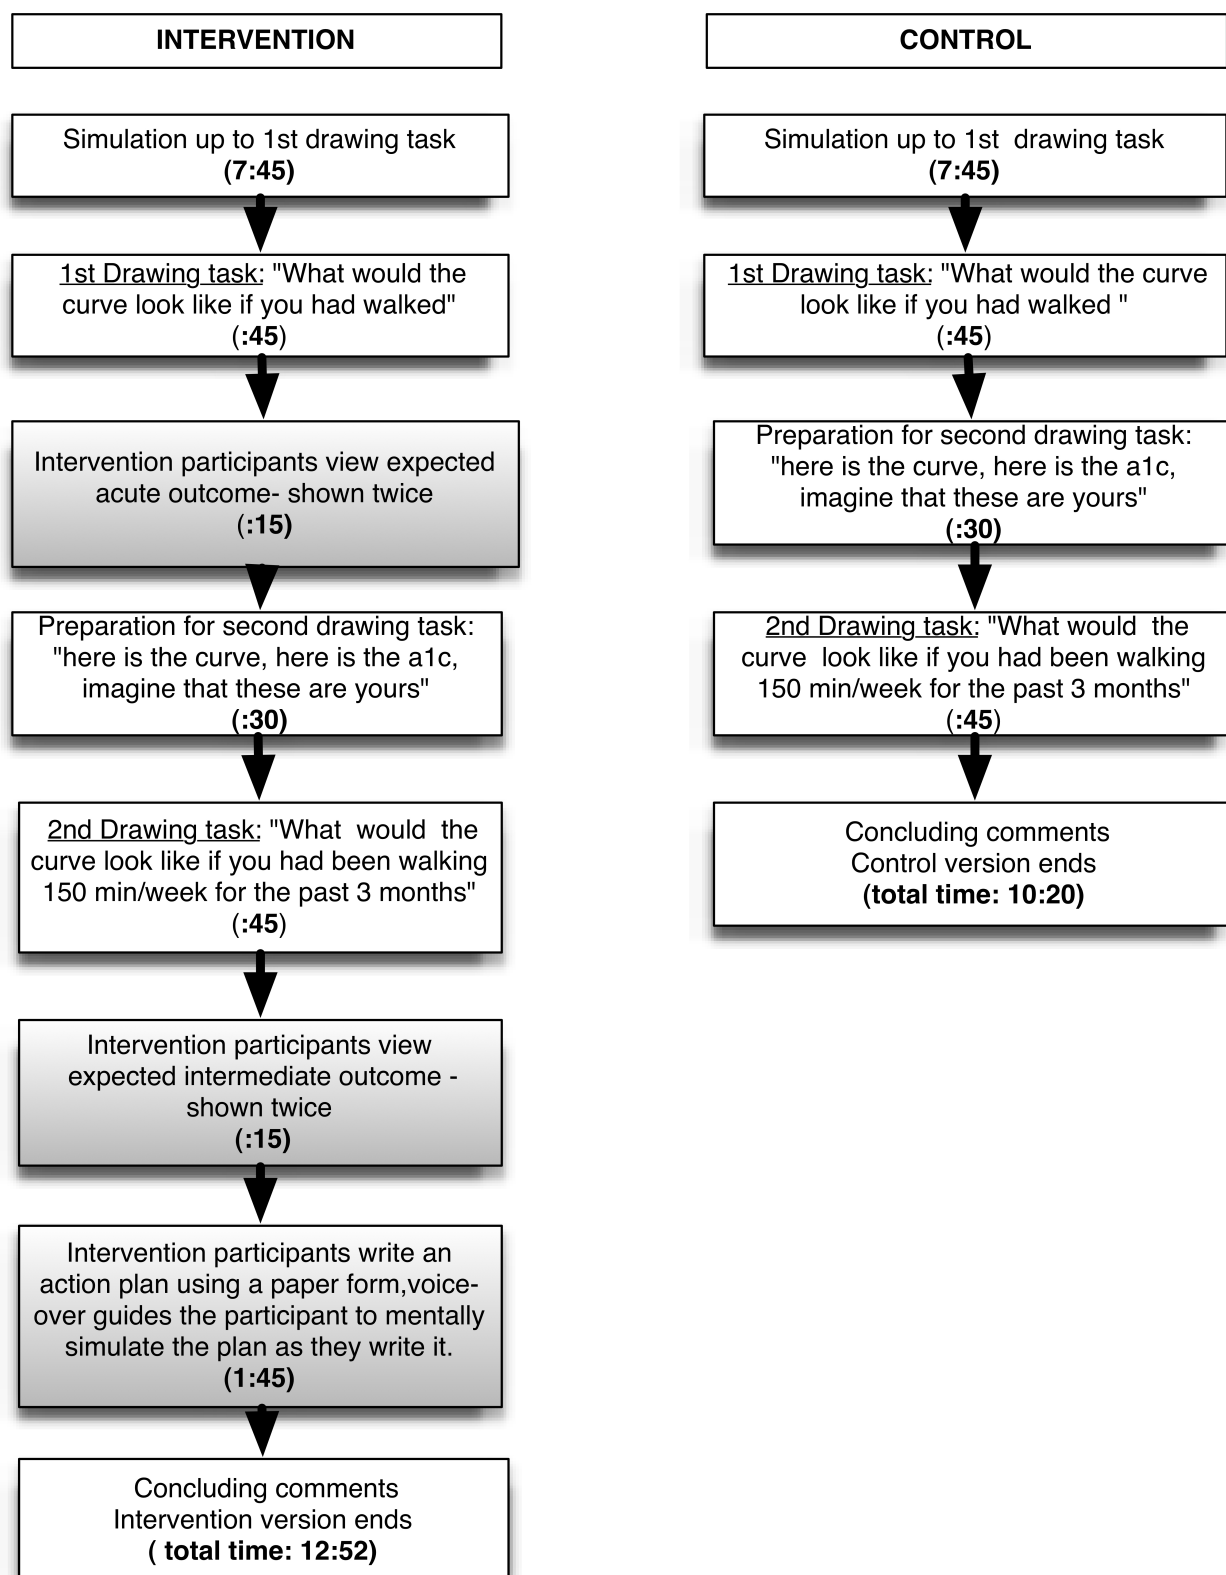 INTERVENTION
Simulation up to 1st drawing task
(7:45)
1st Drawing task: "What would the
curve look like if you had walked"
(:45)
Intervention participants view expected
acute outcome- shown twice
(:15)
Preparation for second drawing task:
"here is the curve, here is the a1c,
imagine that these are yours"
(:30)
2nd Drawing task: "What would the
curve look like if you had been walking
150 min/week for the past 3 months"
(:45)
Intervention participants view
expected intermediate outcome -
shown twice
(:15)
Intervention participants write an
action plan using a paper form,voice-
over guides the participant to mentally
simulate the plan as they write it.
(1:45)
Concluding comments
Intervention version ends
( total time: 12:52)
CONTROL
Simulation up to 1st drawing task
(7:45)
1st Drawing task: "What would the curve
look like if you had walked "
(:45)
Preparation for second drawing task:
"here is the curve, here is the a1c,
imagine that these are yours"
(:30)
2nd Drawing task: "What would the
curve look like if you had been walking
150 min/week for the past 3 months"
(:45)
Concluding comments
Control version ends
(total time: 10:20)